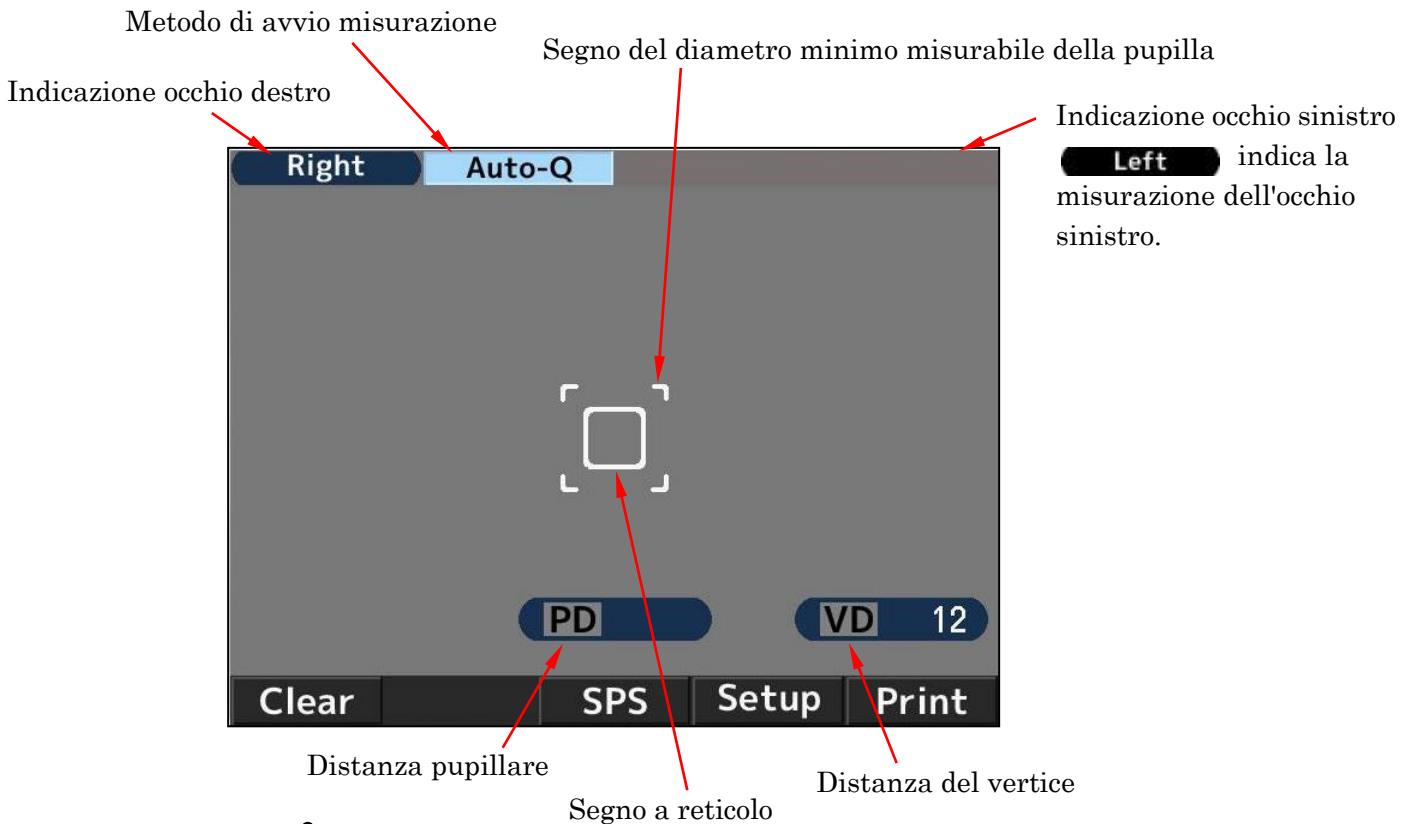 Metodo di avvio misurazione
Segno del diametro minimo misurabile della pupilla
Indicazione occhio destro
Indicazione occhio sinistro
Left indica la
misurazione dell'occhio
sinistro.
Right
Auto-Q
PD
VD 12
Clear
SPS
Setup
Print
Distanza pupillare
Distanza del vertice
Segno a reticolo